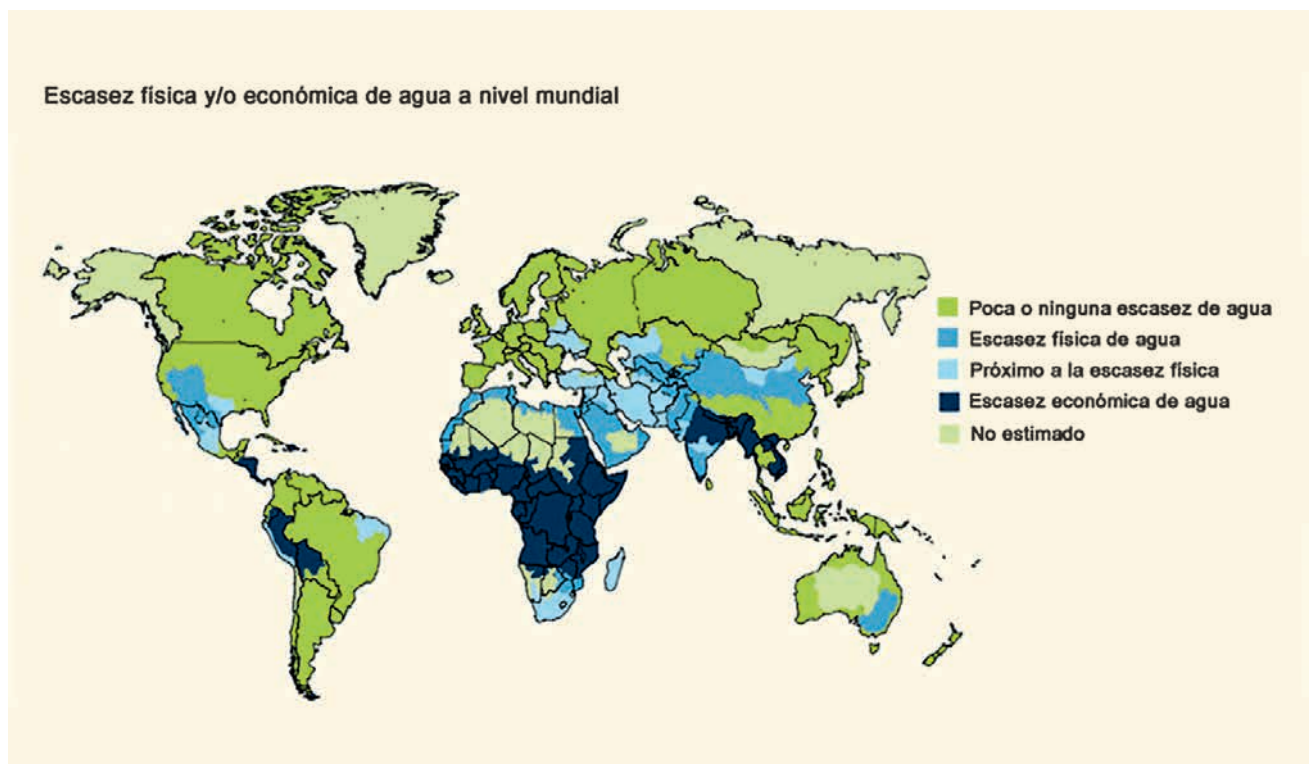 Escasez física y/o económica de agua a nivel mundial
Poca o ninguna escasez de agua
Escasez física de agua
Próximo a la escasez física
Escasez económica de agua
No estimado